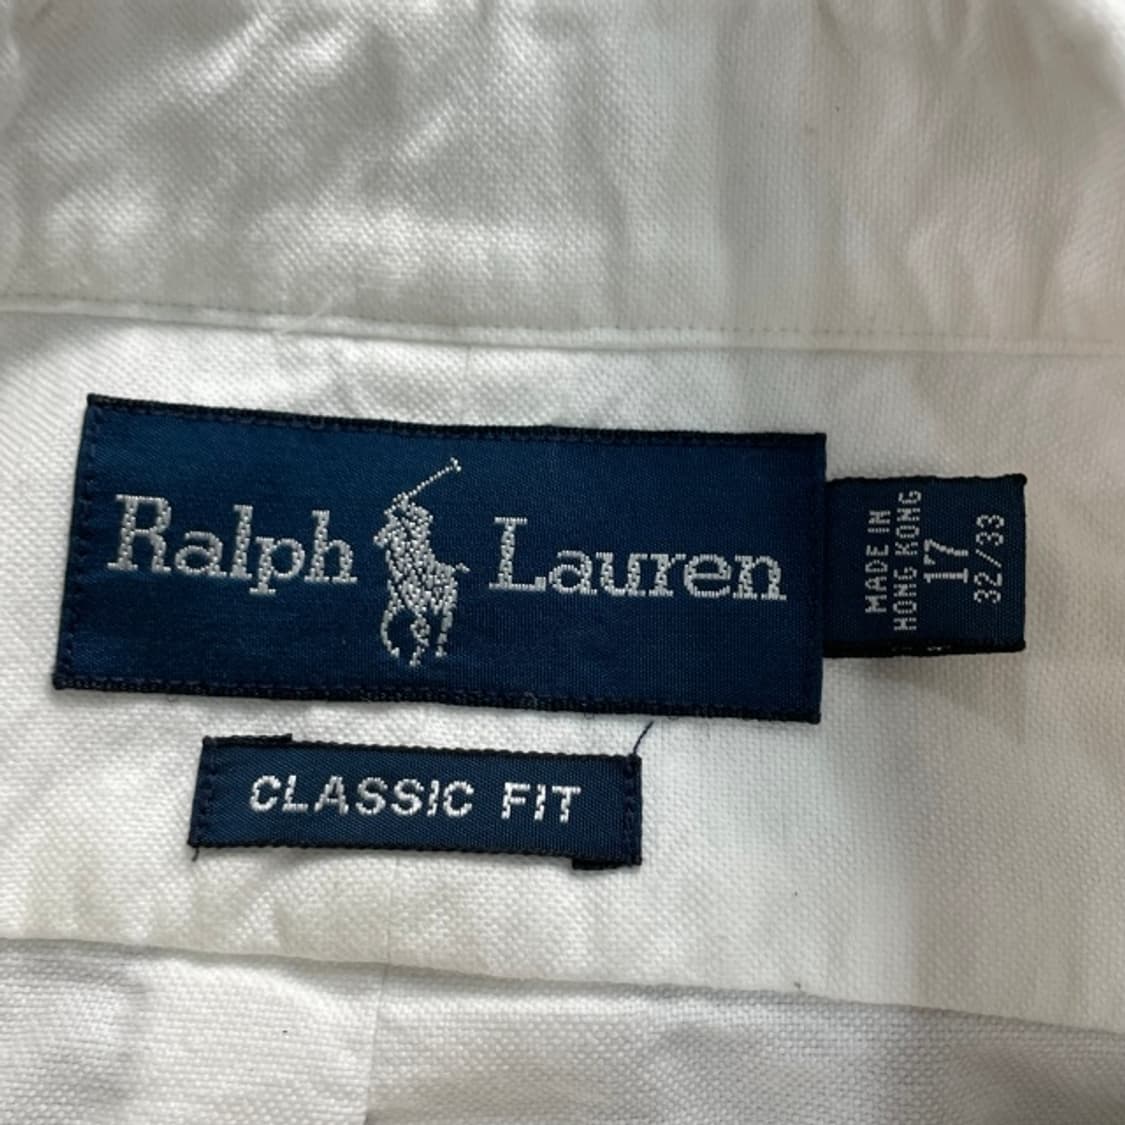 Ralph Lauren
MADE IN
HONG KONG
17
32/33
CLASSIC FIT